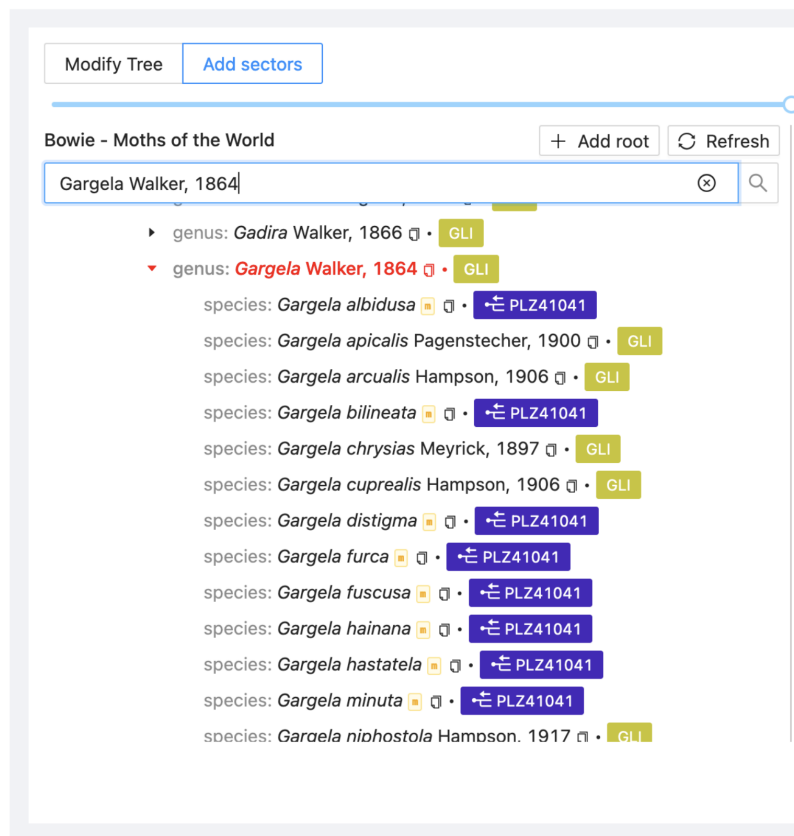 Modify Tree
Add sectors
Bowie - Moths of the World
+ Add root
Refresh
Gargela Walker, 1864
genus: Gadira Walker, 1866 • GLI
genus: Gargela Walker, 1864 • GLI
species: Gargela albidusa m • PLZ41041
species: Gargela apicalis Pagenstecher, 1900 • GLI
species: Gargela arcualis Hampson, 1906 • GLI
species: Gargela bilineata m • PLZ41041
species: Gargela chrysias Meyrick, 1897 • GLI
species: Gargela cuprealis Hampson, 1906 • GLI
species: Gargela distigma m • PLZ41041
species: Gargela furca m • PLZ41041
species: Gargela fuscusa m • PLZ41041
species: Gargela hainana m • PLZ41041
species: Gargela hastatela m • PLZ41041
species: Gargela minuta m • PLZ41041
species: Gargela niphostola Hampson, 1917 • GLI